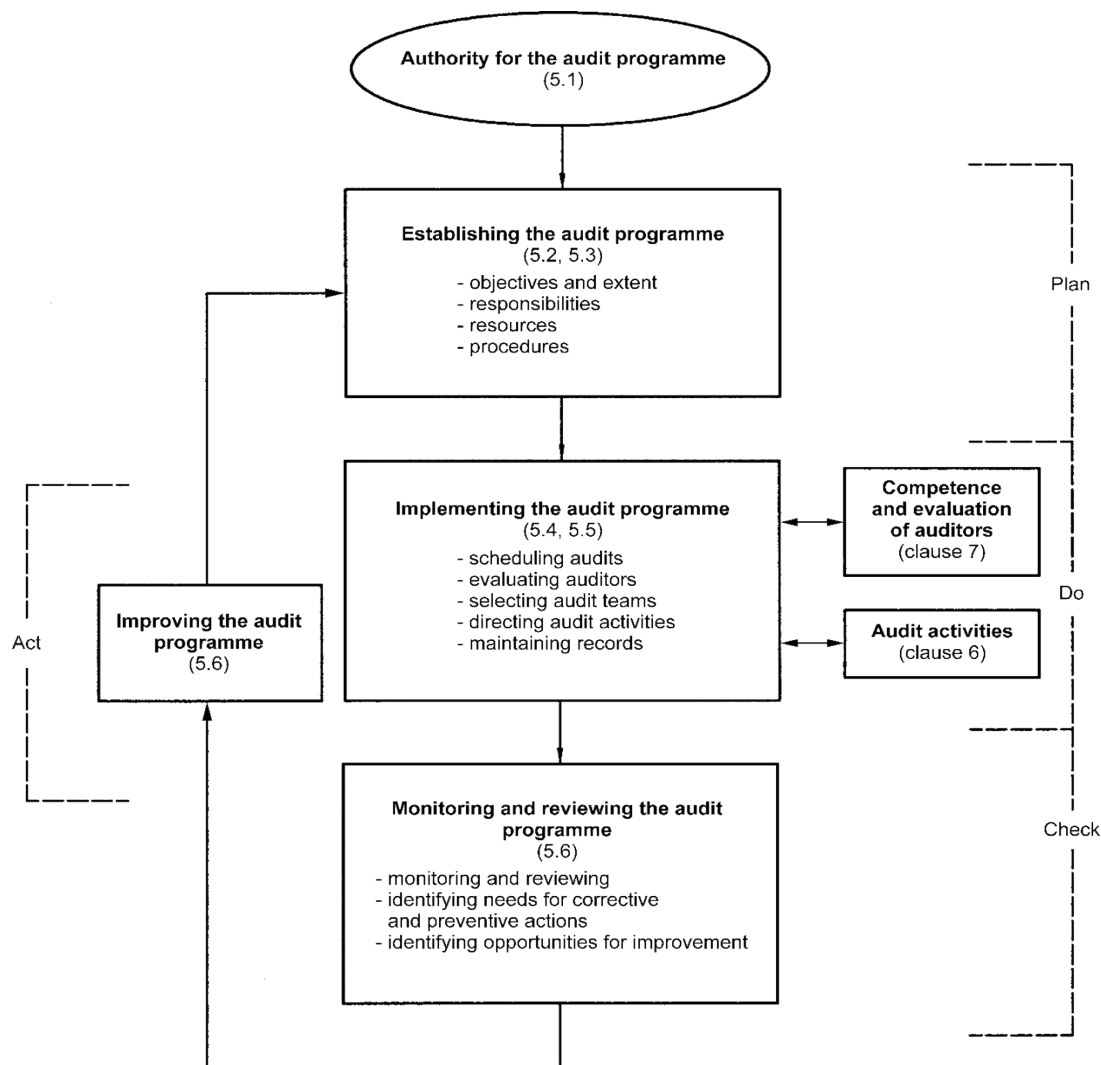 Authority for the audit programme
(5.1)
Establishing the audit programme
(5.2, 5.3)
- objectives and extent
- responsibilities
- resources
- procedures
Plan
Implementing the audit programme
(5.4, 5.5)
- scheduling audits
- evaluating auditors
- selecting audit teams
- directing audit activities
- maintaining records
Competence
and evaluation
of auditors
(clause 7)
Do
Audit activities
(clause 6)
Improving the audit
programme
(5.6)
Act
Monitoring and reviewing the audit
programme
(5.6)
- monitoring and reviewing
- identifying needs for corrective
and preventive actions
- identifying opportunities for improvement
Check